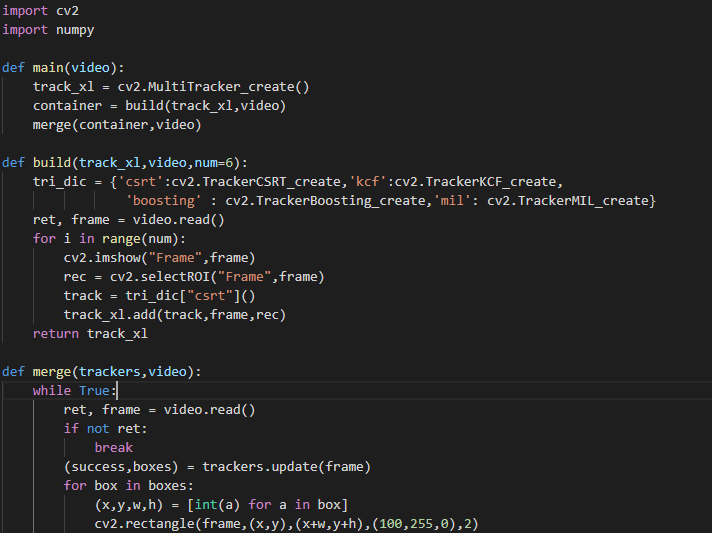 import cv2
import numpy
def main(video):
track_xl = cv2.MultiTracker_create()
container = build(track_xl,video)
merge(container,video)
def build(track_xl,video,num=6):
tri_dic = {'csrt':cv2.TrackerCSRT_create,'kcf':cv2.TrackerKCF_create,
'boosting' : cv2.TrackerBoosting_create,'mil': cv2.TrackerMIL_create}
ret, frame = video.read()
for i in range(num):
cv2.imshow("Frame",frame)
rec = cv2.selectROI("Frame",frame)
track = tri_dic["csrt"]()
track_xl.add(track,frame,rec)
return track_xl
def merge(trackers,video):
while True:
ret, frame = video.read()
if not ret:
break
(success,boxes) = trackers.update(frame)
for box in boxes:
(x,y,w,h) = [int(a) for a in box]
cv2.rectangle(frame,(x,y),(x+w,y+h),(100,255,0),2)